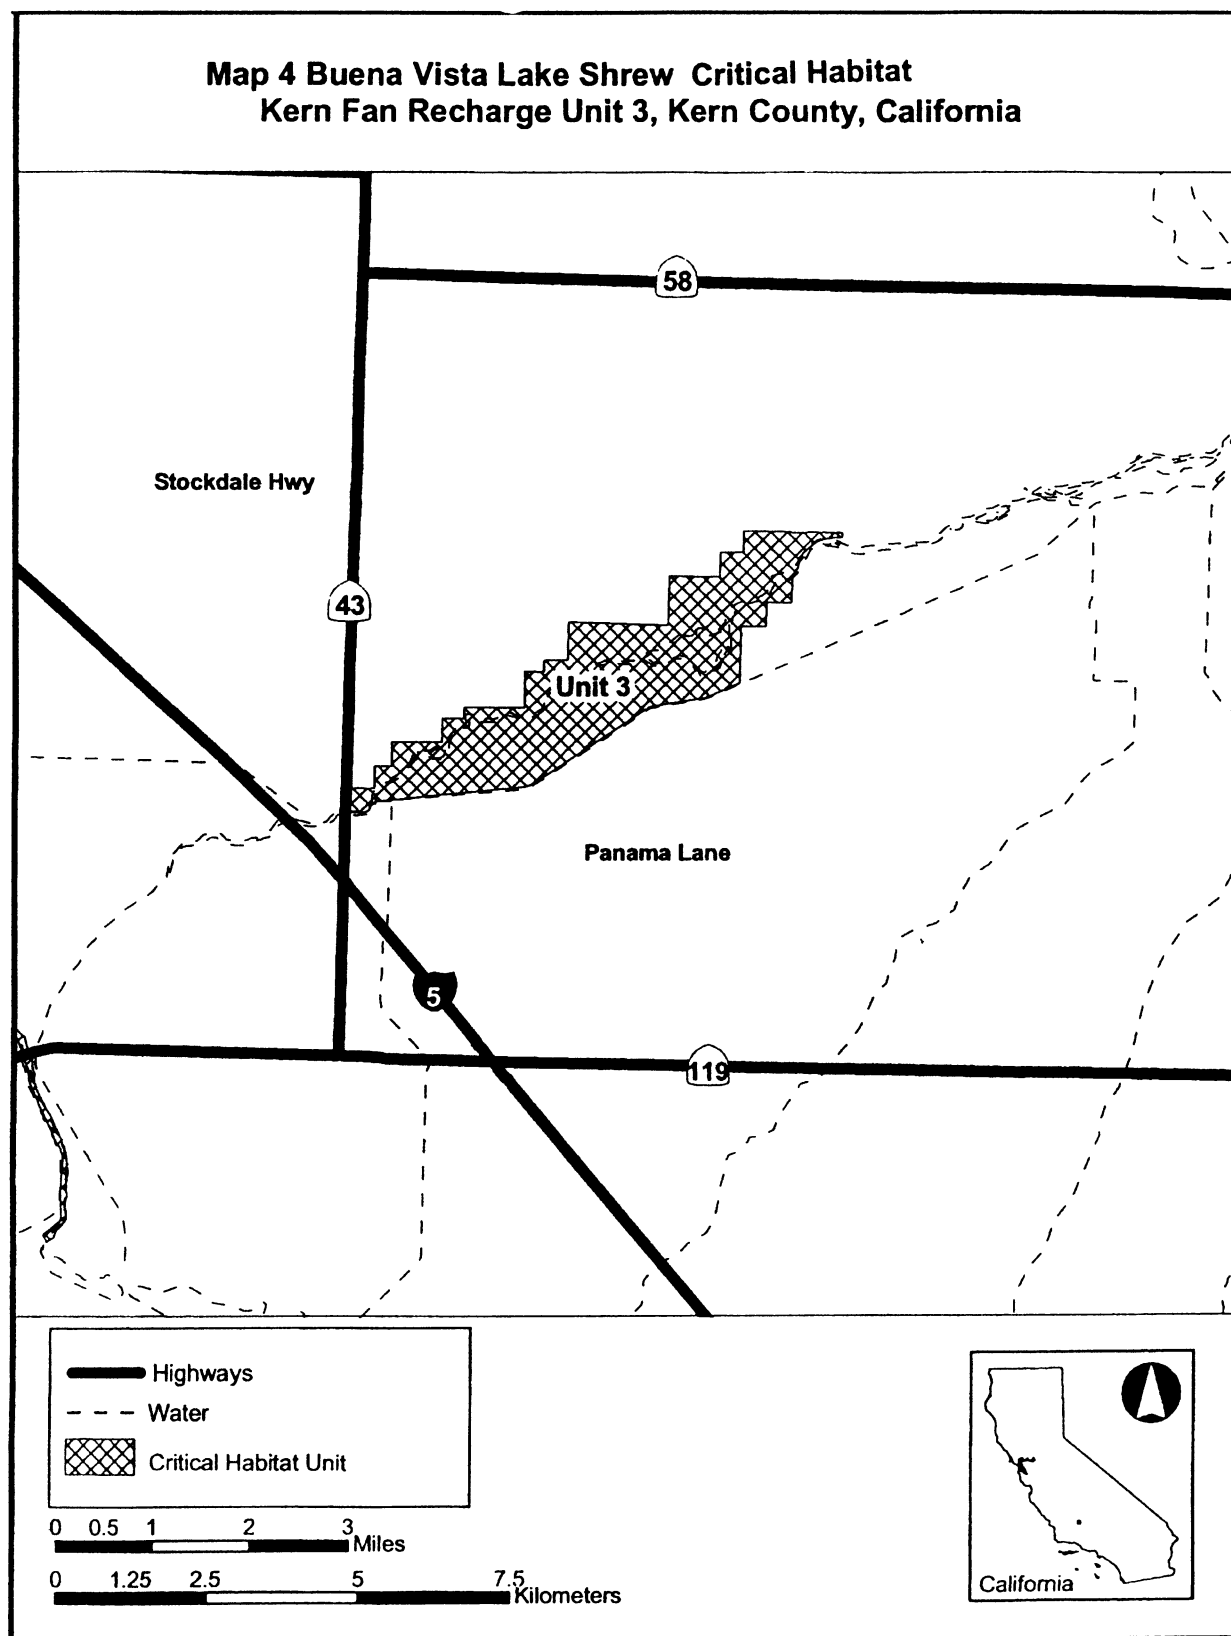 Map 4 Buena Vista Lake Shrew Critical Habitat
Kern Fan Recharge Unit 3, Kern County, California
58
Stockdale Hwy
43
Unit 3
Panama Lane
5
119
Highways
Water
Critical Habitat Unit
0 0.5 1 2 3
Miles
0 1.25 2.5 5 7.5
Kilometers
California